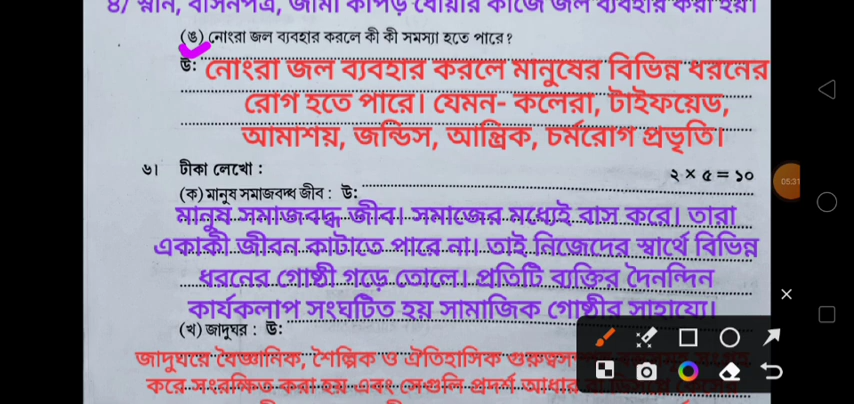 ৪/ স্নান, বাসনপত্র, জামা কাপড় ধোয়ার কাজে জল ব্যবহার করা হয়।
(ঙ) নোংরা জল ব্যবহার করলে কী কী সমস্যা হতে পারে?
উ: নোংরা জল ব্যবহার করলে মানুষের বিভিন্ন ধরনের
রোগ হতে পারে। যেমন- কলেরা, টাইফয়েড,
আমাশয়, জন্ডিস, আন্ত্রিক, চর্মরোগ প্রভৃতি।
৬। টীকা লেখো : ২ × ৫ = ১০
(ক) মানুষ সমাজবদ্ধ জীব : উ:
মানুষ সমাজবদ্ধ জীব। সমাজের মধ্যেই বাস করে। তারা
একাকী জীবন কাটাতে পারে না। তাই নিজেদের স্বার্থে বিভিন্ন
ধরনের গোষ্ঠী গড়ে তোলে। প্রতিটি ব্যক্তির দৈনন্দিন
কার্যকলাপ সংঘটিত হয় সামাজিক গোষ্ঠীর সাহায্যে।
(খ) জাদুঘর : উ:
জাদুঘরে বৈজ্ঞানিক, শৈল্পিক ও ঐতিহাসিক
করে সংরক্ষিত করা হয় এবং সেগুলি প্রদর্শ আধার বা
05:31